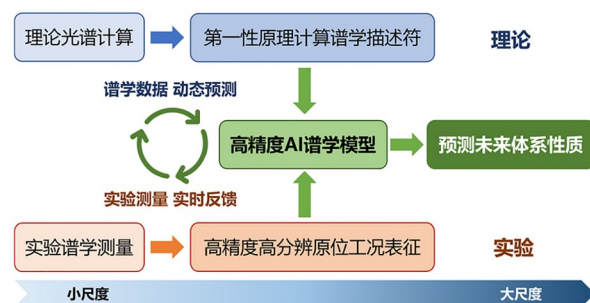 理论光谱计算
第一性原理计算谱学描述符
理论
谱学数据 动态预测
高精度AI谱学模型
预测未来体系性质
实验测量 实时反馈
实验谱学测量
高精度高分辨原位工况表征
实验
小尺度
大尺度